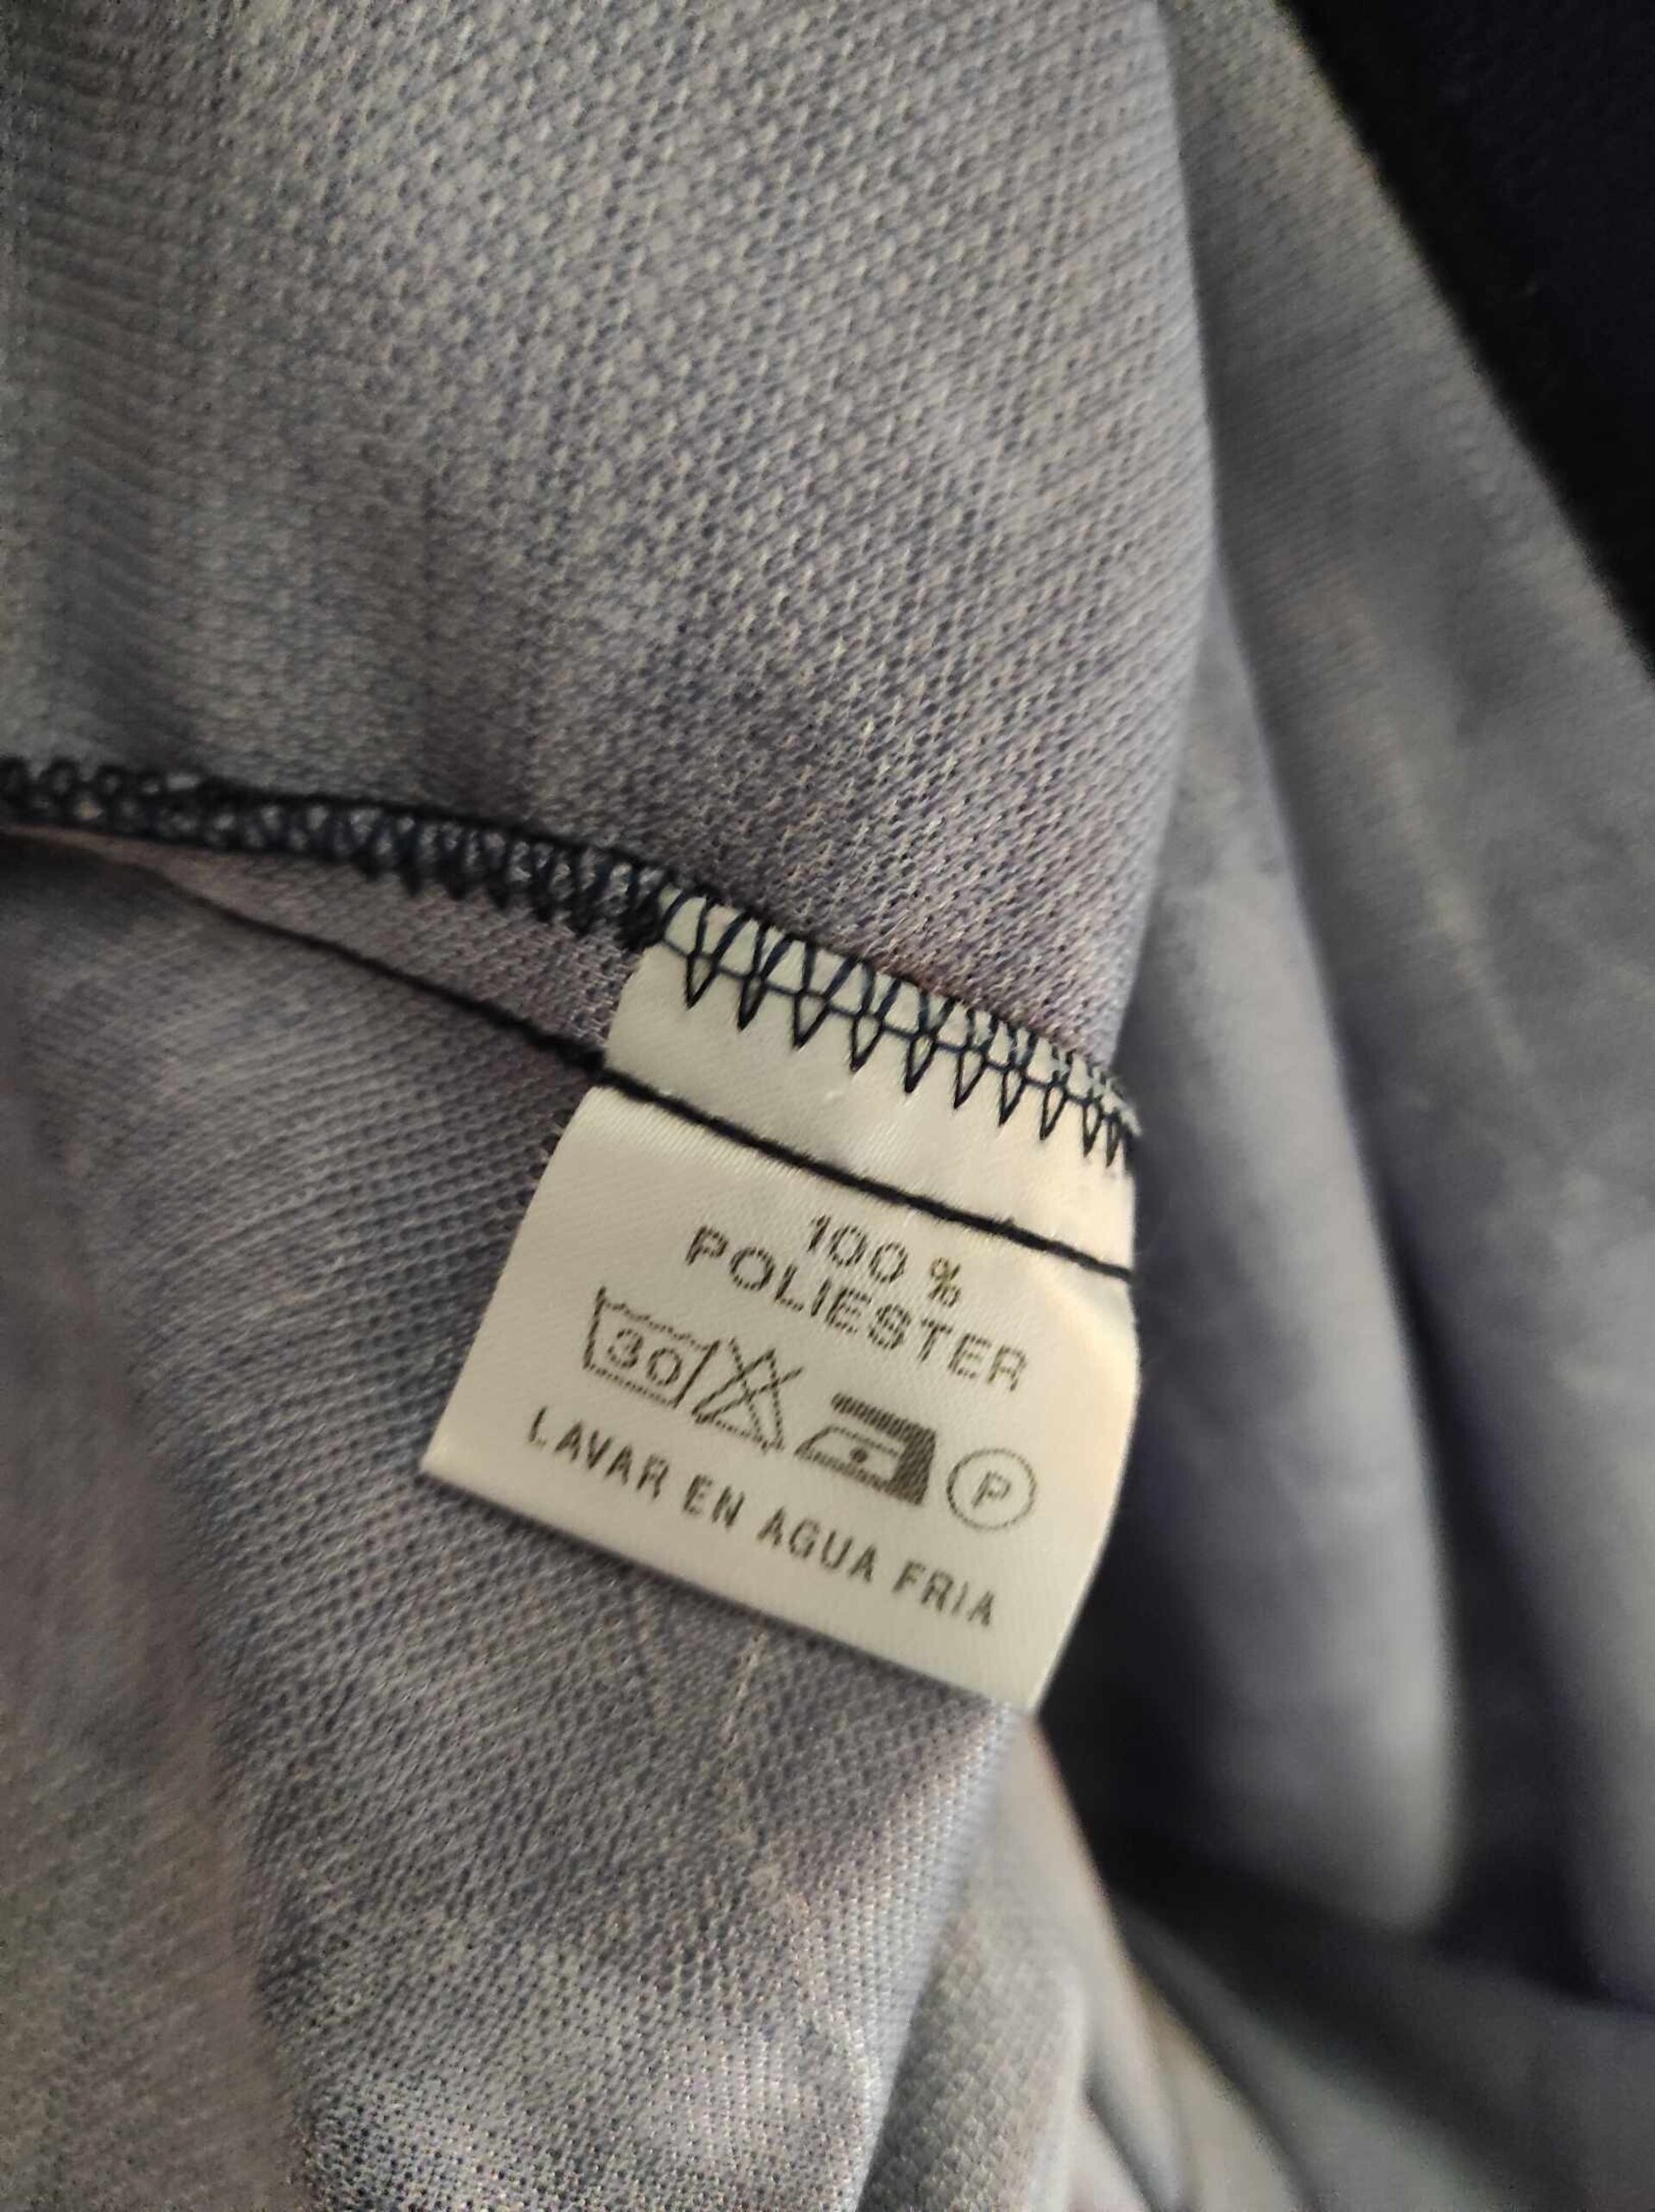 100 %
POLIESTER
30 P
LAVAR EN AGUA FRIA